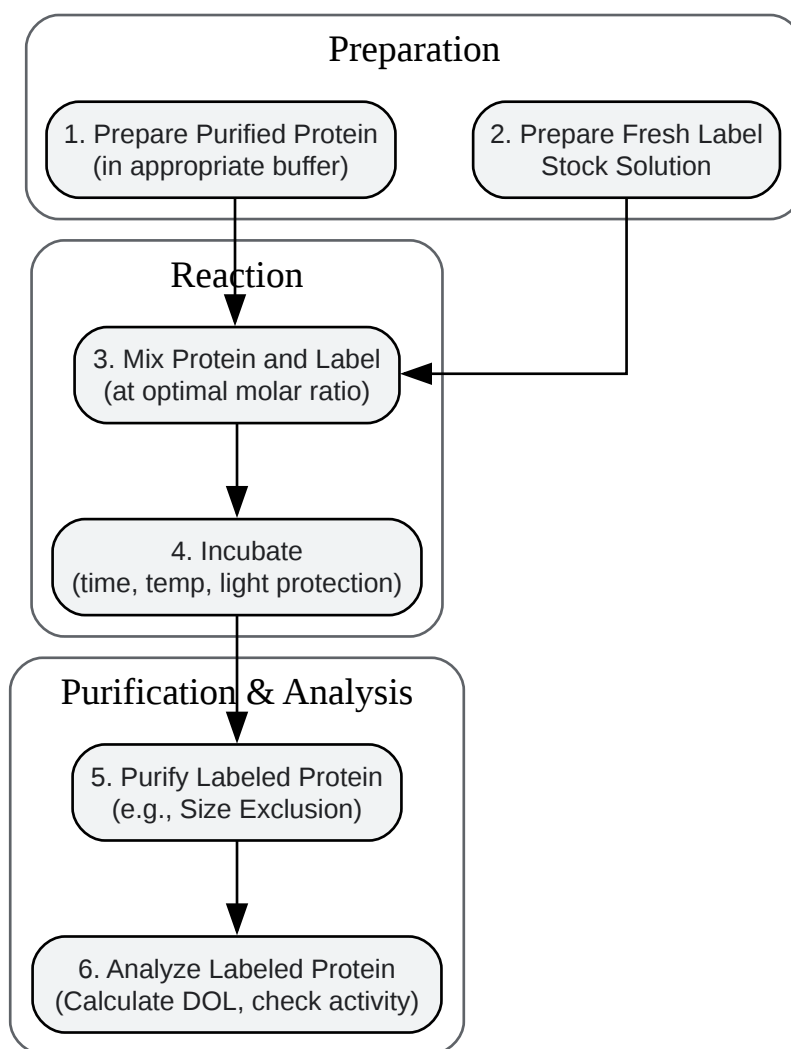 Preparation
1. Prepare Purified Protein
(in appropriate buffer)
2. Prepare Fresh Label
Stock Solution
Reaction
3. Mix Protein and Label
(at optimal molar ratio)
4. Incubate
(time, temp, light protection)
Purification & Analysis
5. Purify Labeled Protein
(e.g., Size Exclusion)
6. Analyze Labeled Protein
(Calculate DOL, check activity)